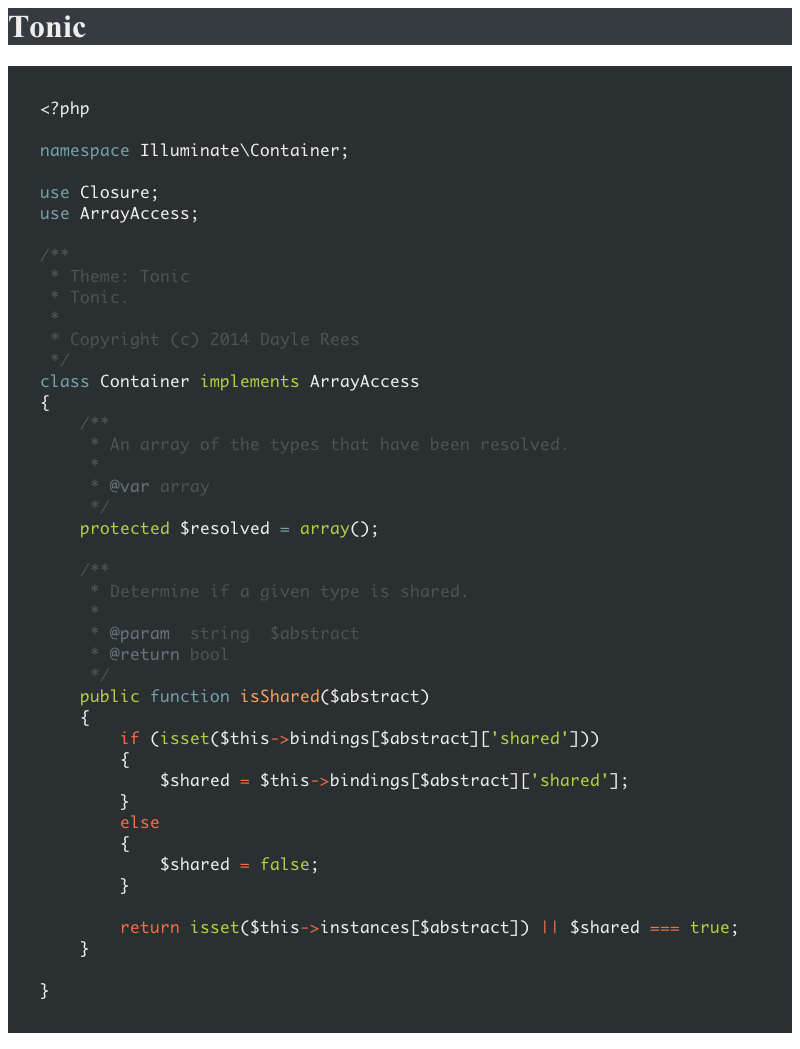 Tonic
<?php
namespace Illuminate\Container;
use Closure;
use ArrayAccess;
/**
 * Theme: Tonic
 * Tonic.
 *
 * Copyright (c) 2014 Dayle Rees
 */
class Container implements ArrayAccess
{
    /**
     * An array of the types that have been resolved.
     *
     * @var array
     */
    protected $resolved = array();
    /**
     * Determine if a given type is shared.
     *
     * @param  string  $abstract
     * @return bool
     */
    public function isShared($abstract)
    {
        if (isset($this->bindings[$abstract]['shared']))
        {
            $shared = $this->bindings[$abstract]['shared'];
        }
        else
        {
            $shared = false;
        }
        return isset($this->instances[$abstract]) || $shared === true;
    }
}